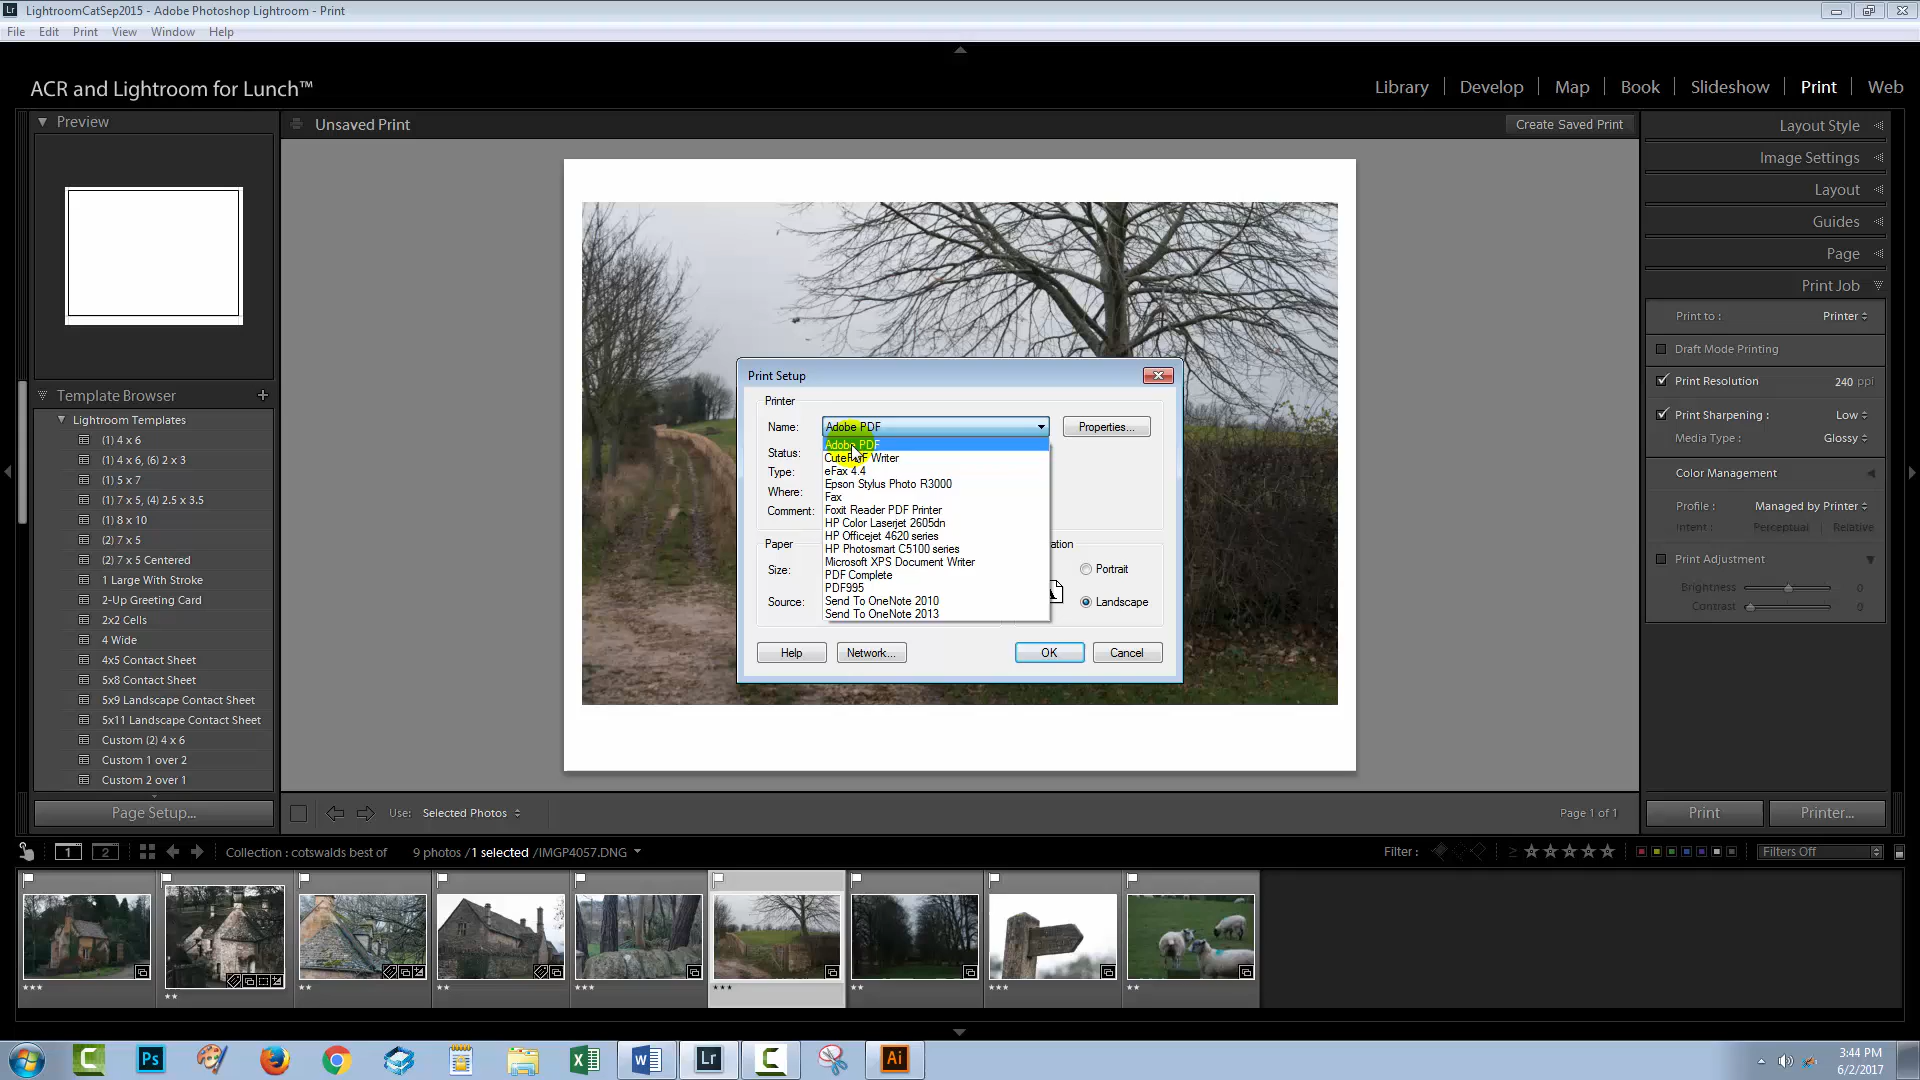 LightroomCatSep2015 - Adobe Photoshop Lightroom - Print
File Edit Print View Window Help
ACR and Lightroom for Lunch™
Library Develop Map Book Slideshow Print Web
Preview
Unsaved Print
Create Saved Print
Template Browser
Lightroom Templates
(1) 4 x 6
(1) 4 x 6, (6) 2 x 3
(1) 5 x 7
(1) 7 x 5, (4) 2.5 x 3.5
(1) 8 x 10
(2) 7 x 5
(2) 7 x 5 Centered
1 Large With Stroke
2-Up Greeting Card
2x2 Cells
4 Wide
4x5 Contact Sheet
5x8 Contact Sheet
5x9 Landscape Contact Sheet
5x11 Landscape Contact Sheet
Custom (2) 4 x 6
Custom 1 over 2
Custom 2 over 1
Page Setup...
Print Setup
Printer
Name: Adobe PDF Properties...
Status:
Type:
Where:
Comment:
Adobe PDF
CutePDF Writer
eFax 4.4
Epson Stylus Photo R3000
Fax
Foxit Reader PDF Printer
HP Color Laserjet 2605dn
HP Officejet 4620 series
HP Photosmart C5100 series
Microsoft XPS Document Writer
PDF Complete
PDF995
Send To OneNote 2010
Send To OneNote 2013
Paper
Size:
Source:
ation
Portrait
Landscape
Help Network... OK Cancel
Layout Style
Image Settings
Layout
Guides
Page
Print Job
Print to : Printer
Draft Mode Printing
Print Resolution 240 ppi
Print Sharpening : Low
Media Type : Glossy
Color Management
Profile : Managed by Printer
Intent : Perceptual Relative
Print Adjustment
Brightness 0
Contrast 0
Print Printer...
Use: Selected Photos
Page 1 of 1
1 2 Collection : cotswalds best of 9 photos / 1 selected / IMGP4057.DNG
Filter : Filters Off
Ps
Lr
Ai
3:44 PM
6/2/2017